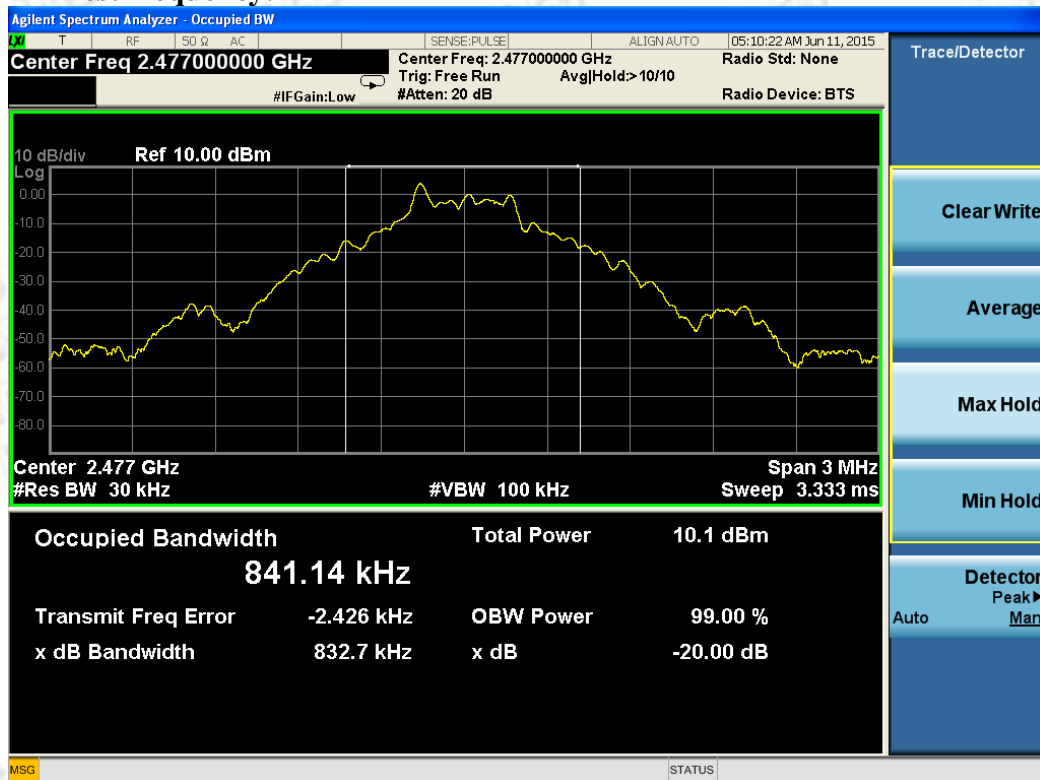 Test Frequency:
Agilent Spectrum Analyzer - Occupied BW
LXI T RF 50 Ω AC SENSE:PULSE ALIGN AUTO 05:10:22 AM Jun 11, 2015
Center Freq 2.477000000 GHz
Center Freq: 2.477000000 GHz
Radio Std: None
Trig: Free Run Avg|Hold:> 10/10
#IFGain:Low #Atten: 20 dB Radio Device: BTS
10 dB/div Ref 10.00 dBm
Log
0.00
-10.0
-20.0
-30.0
-40.0
-50.0
-60.0
-70.0
-80.0
Center 2.477 GHz Span 3 MHz
#Res BW 30 kHz #VBW 100 kHz Sweep 3.333 ms
Occupied Bandwidth Total Power 10.1 dBm
841.14 kHz
Transmit Freq Error -2.426 kHz OBW Power 99.00 %
x dB Bandwidth 832.7 kHz x dB -20.00 dB
MSG STATUS
Trace/Detector
Clear Write
Average
Max Hold
Min Hold
Detector
Peak▶
Auto Man